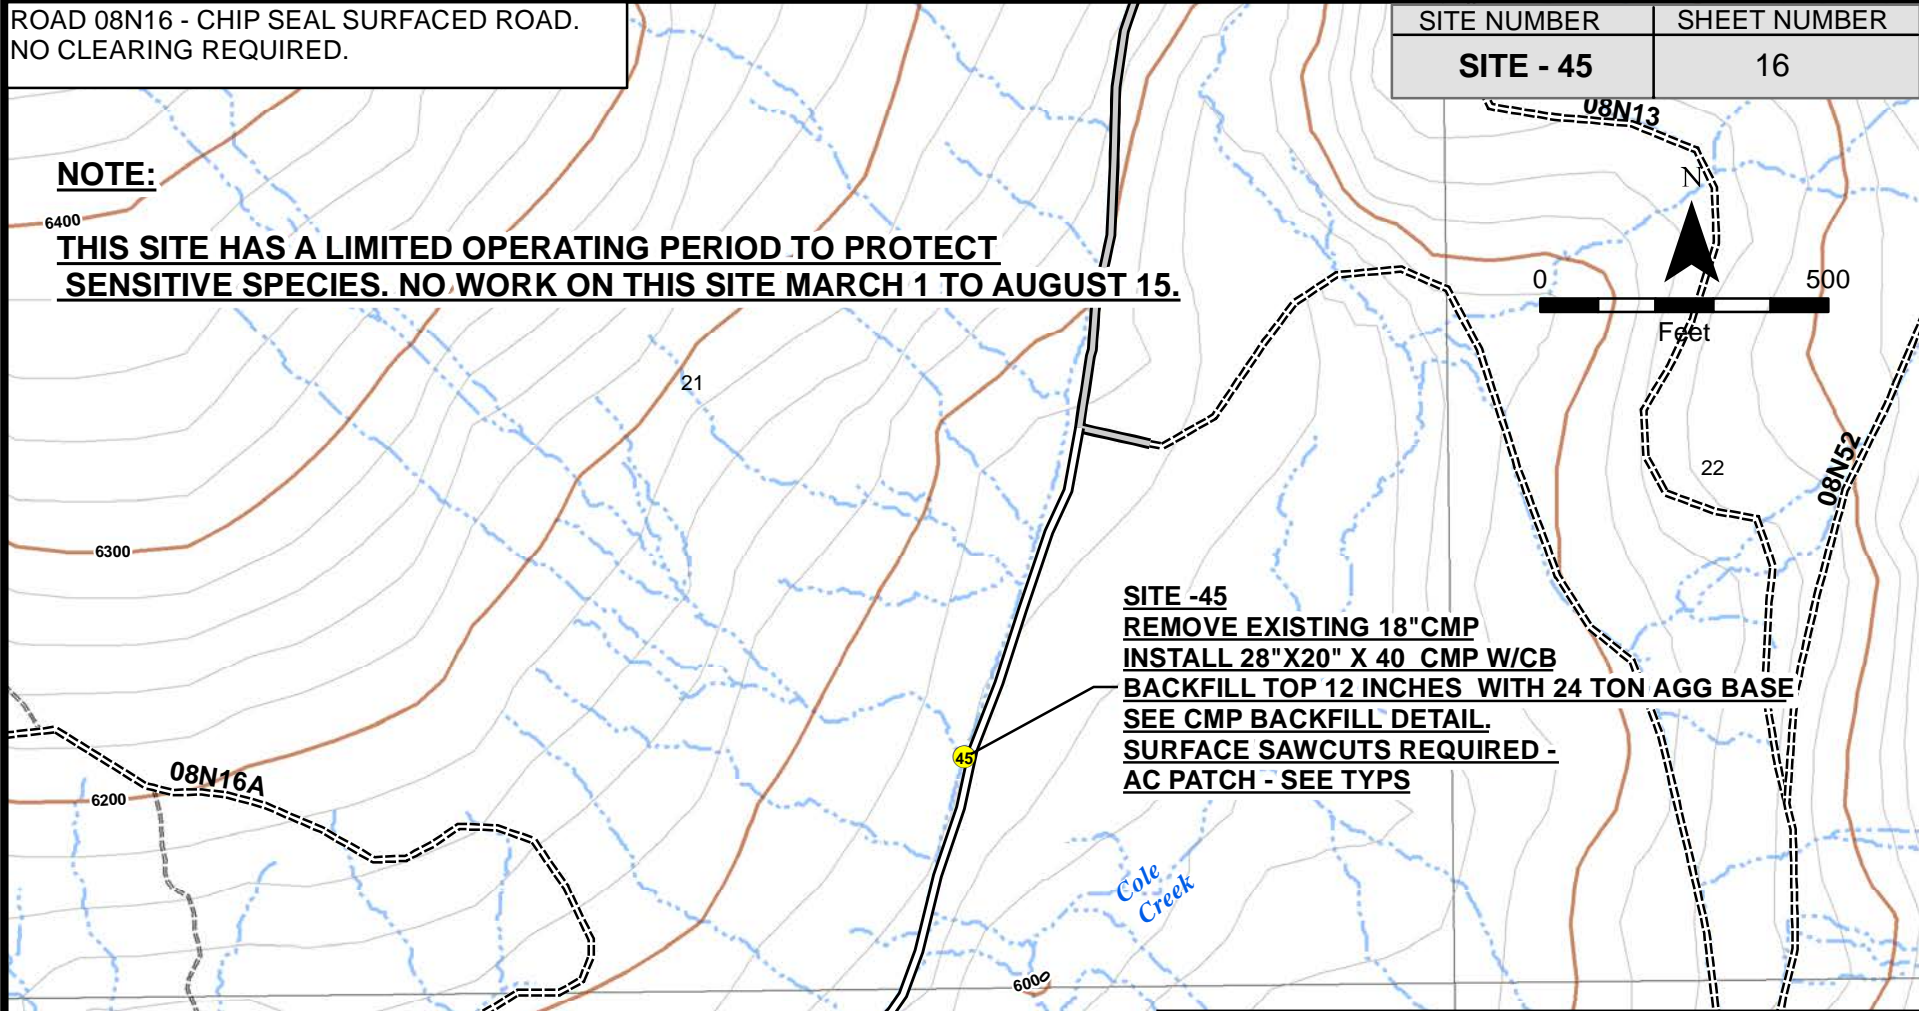 ROAD 08N16 - CHIP SEAL SURFACED ROAD.
NO CLEARING REQUIRED.
SITE NUMBER
SHEET NUMBER
SITE - 45
16
08N13
NOTE:
N
6400
THIS SITE HAS A LIMITED OPERATING PERIOD TO PROTECT
SENSITIVE SPECIES. NO WORK ON THIS SITE MARCH 1 TO AUGUST 15.
0
500
Feet
21
22
08N52
6300
SITE -45
REMOVE EXISTING 18"CMP
INSTALL 28"X20" X 40 CMP W/CB
BACKFILL TOP 12 INCHES WITH 24 TON AGG BASE
SEE CMP BACKFILL DETAIL.
SURFACE SAWCUTS REQUIRED -
AC PATCH - SEE TYPS
45
08N16A
6200
Cole
Creek
6000